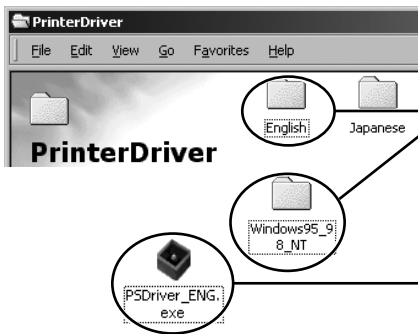 PrinterDriver
File Edit View Go Favorites Help
PrinterDriver
English
Japanese
Windows95_9
8_NT
PSDriver_ENG.
exe